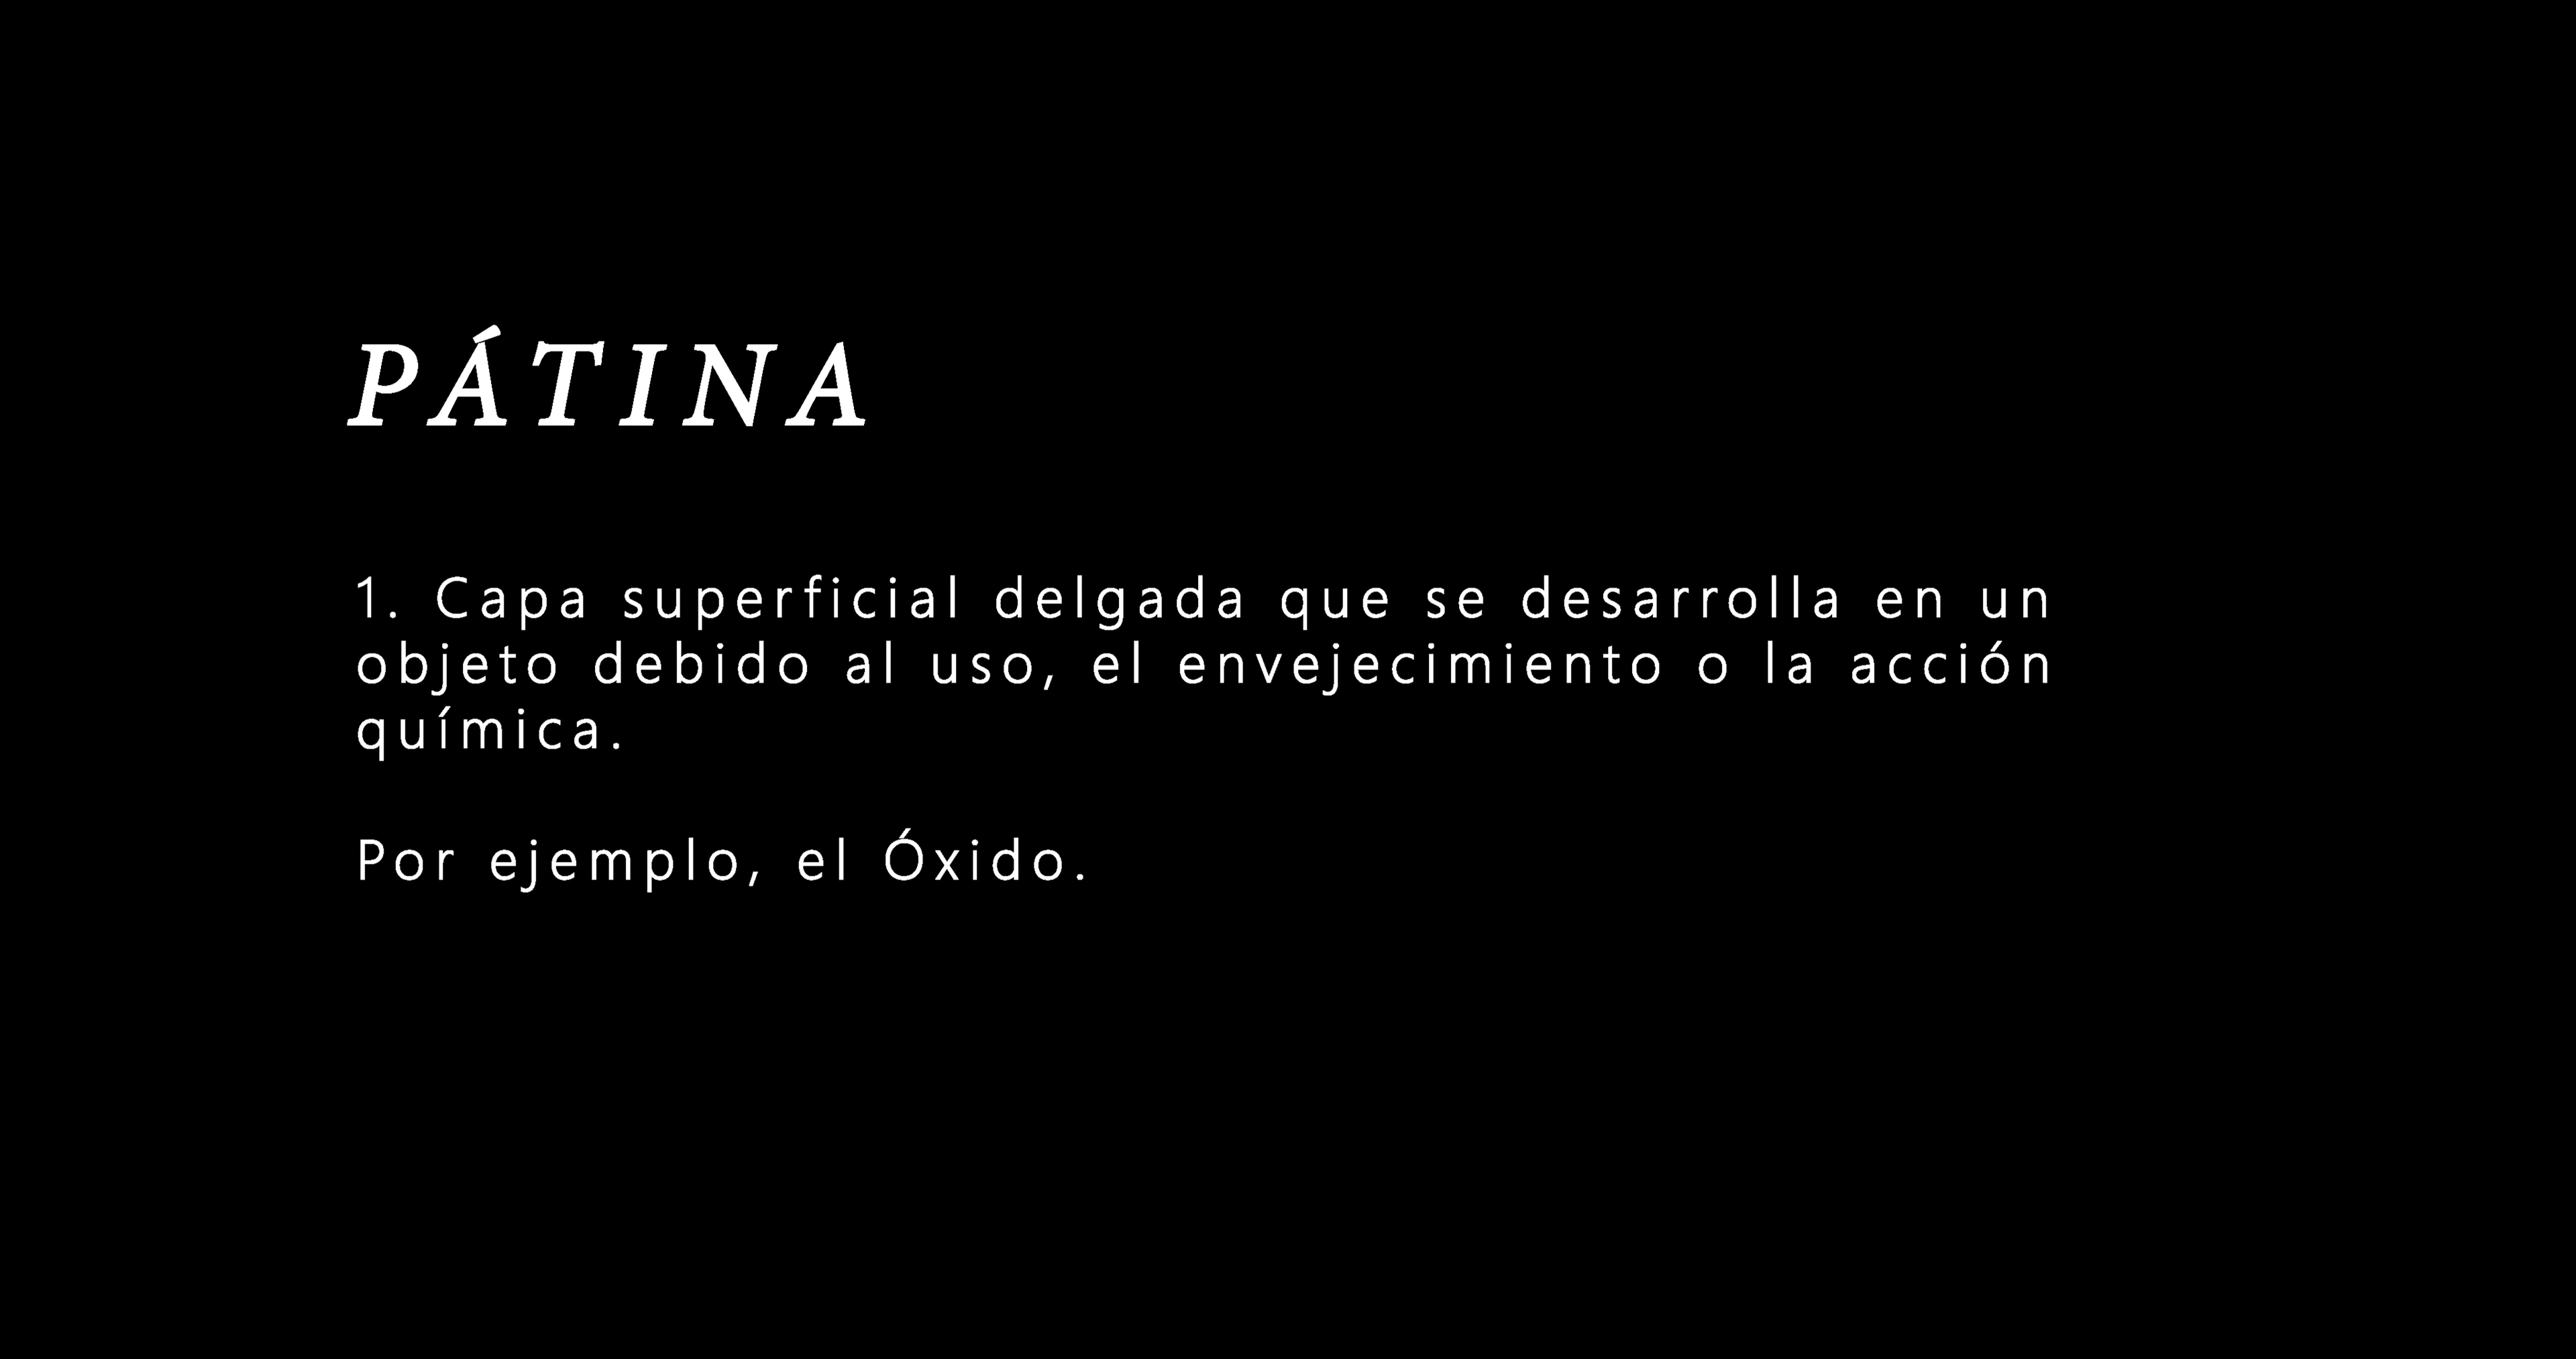 PÁTINA
1. Capa superficial delgada que se desarrolla en un
objeto debido al uso, el envejecimiento o la acción
química.
Por ejemplo, el Óxido.